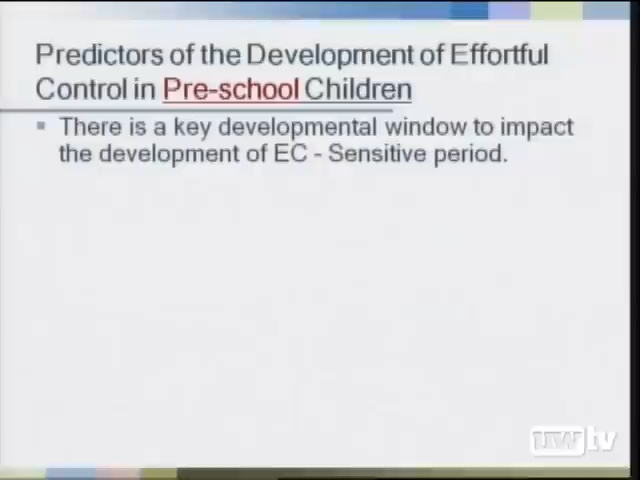 Predictors of the Development of Effortful
Control in Pre-school Children
There is a key developmental window to impact
the development of EC - Sensitive period.
uwtv